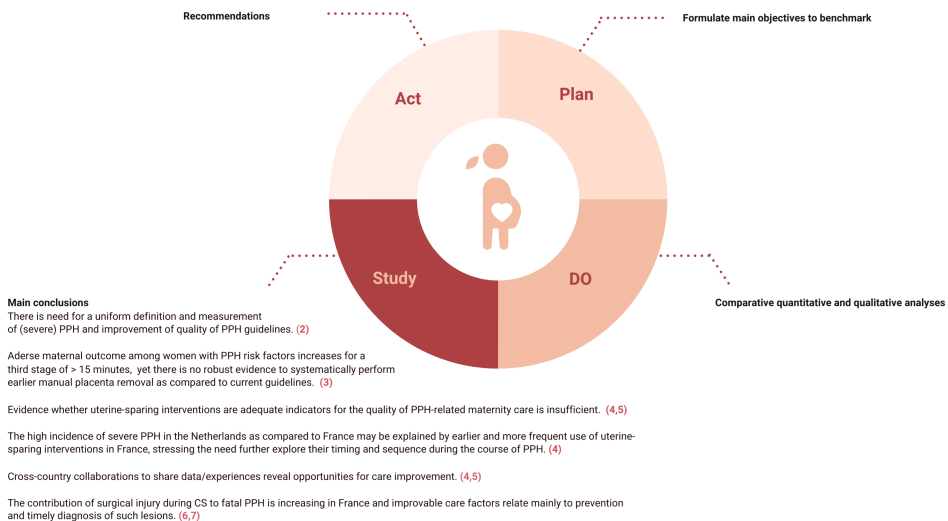 Recommendations
Formulate main objectives to benchmark
Act
Plan
Study
DO
Comparative quantitative and qualitative analyses
Main conclusions
There is need for a uniform definition and measurement
of (severe) PPH and improvement of quality of PPH guidelines. (2)
Aderse maternal outcome among women with PPH risk factors increases for a
third stage of > 15 minutes, yet there is no robust evidence to systematically perform
earlier manual placenta removal as compared to current guidelines. (3)
Evidence whether uterine-sparing interventions are adequate indicators for the quality of PPH-related maternity care is insufficient. (4,5)
The high incidence of severe PPH in the Netherlands as compared to France may be explained by earlier and more frequent use of uterine-
sparing interventions in France, stressing the need further explore their timing and sequence during the course of PPH. (4)
Cross-country collaborations to share data/experiences reveal opportunities for care improvement. (4,5)
The contribution of surgical injury during CS to fatal PPH is increasing in France and improvable care factors relate mainly to prevention
and timely diagnosis of such lesions. (6,7)